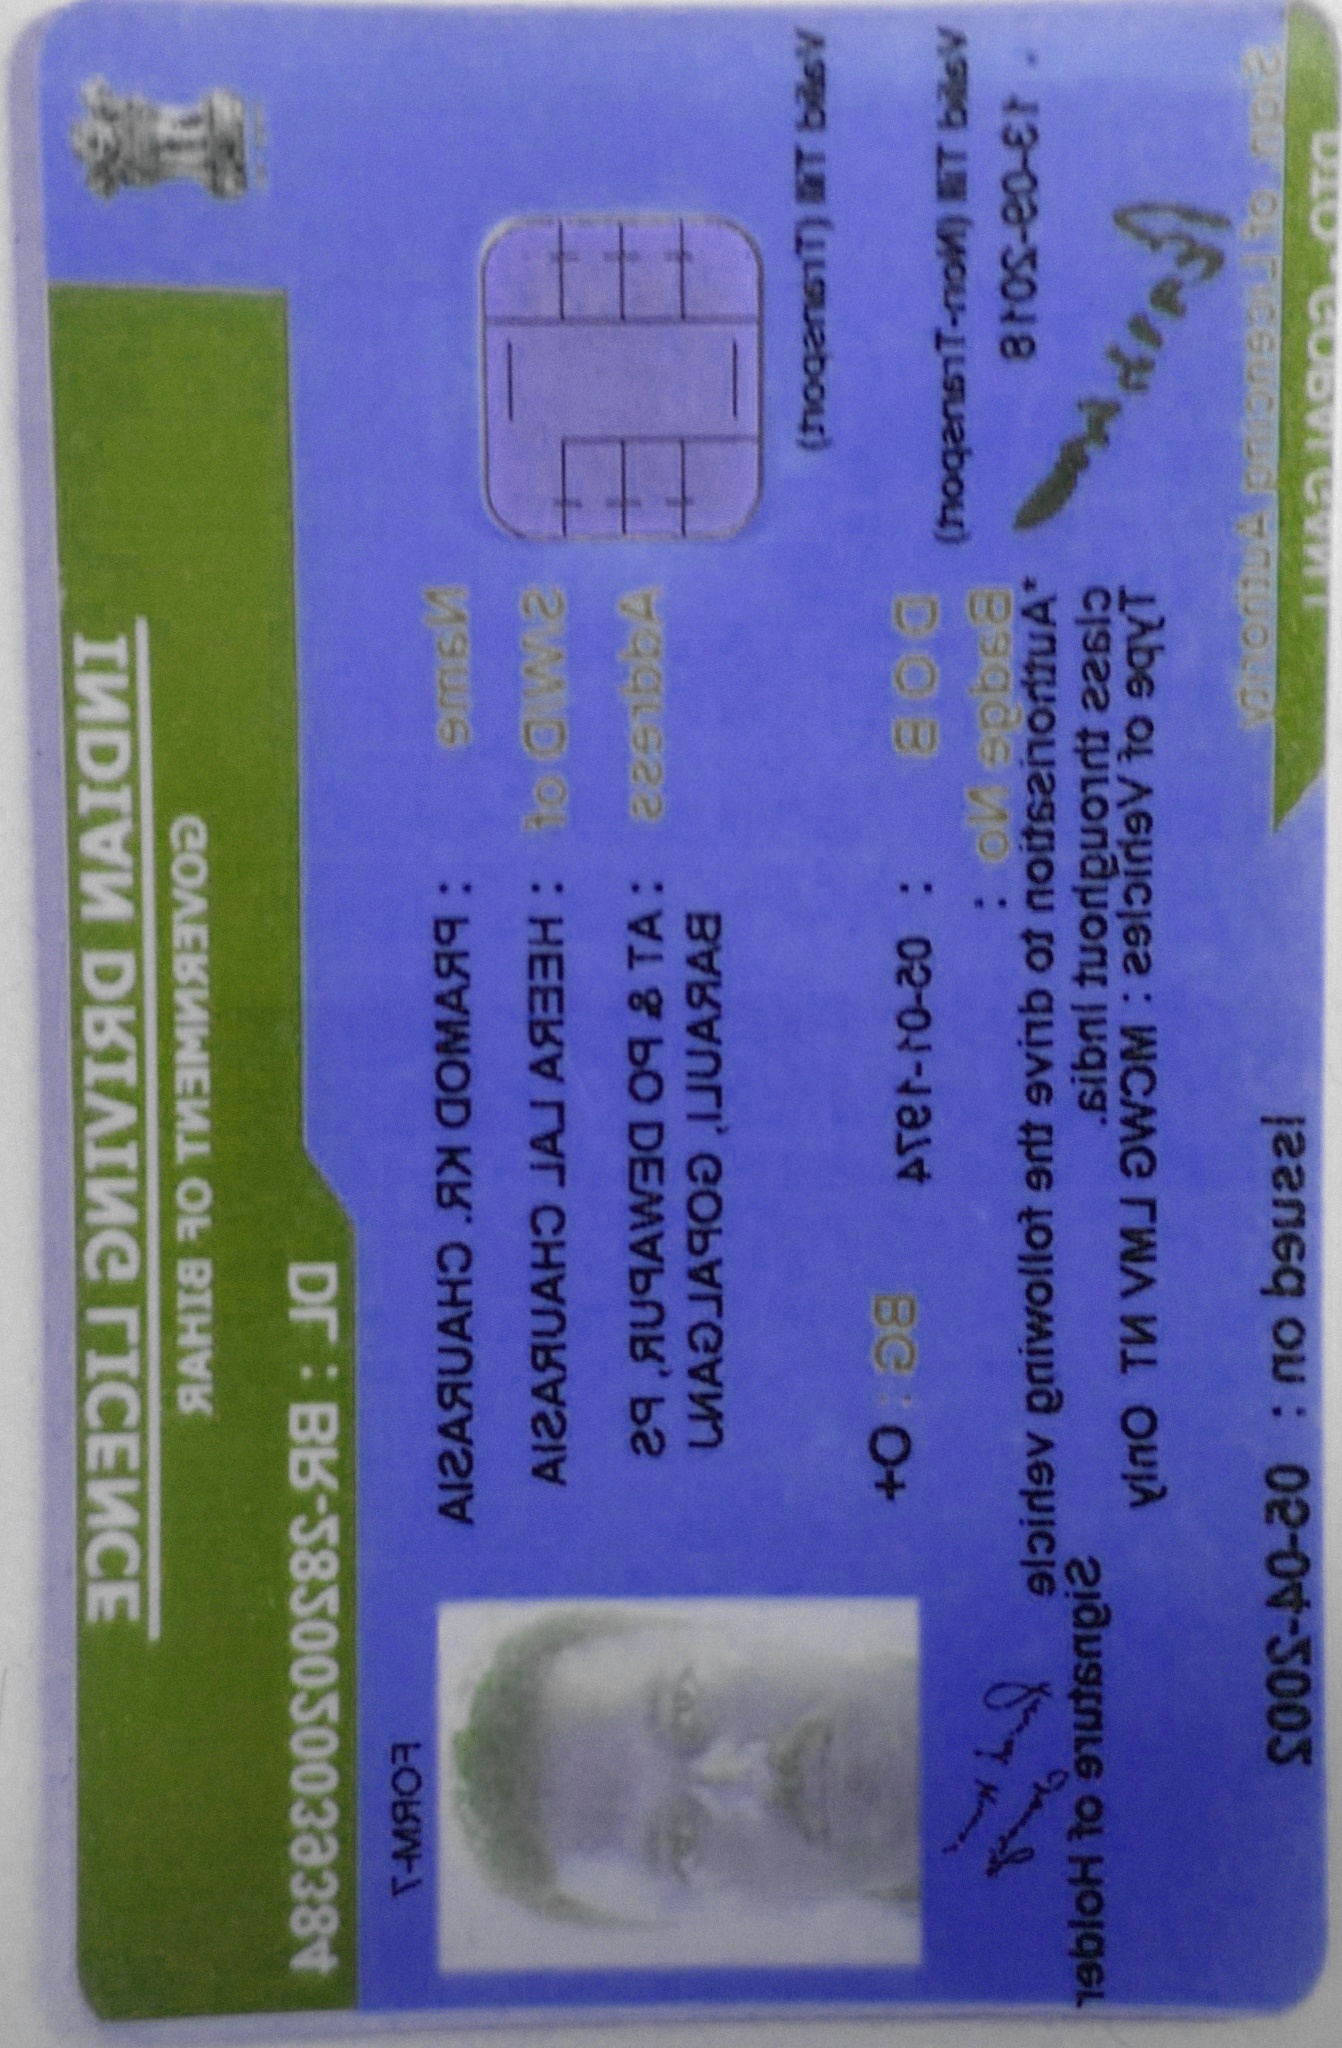 INDIAN DRIVING LICENCE
GOVERNMENT OF BIHAR
DL : BR-2820020039384
FORM-7
Name : PRAMOD KR. CHAURASIA
S/W/D of : HEERA LAL CHAURASIA
Address : AT & PO DEWAPUR, PS
BARAULI, GOPALGANJ
Valid Till (Transport)
D O B : 05-01-1974 BG : O+
Valid Till (Non-Transport)
13-09-2018
Badge No :
*Authorisation to drive the following vehicle
class throughout India.
Signature of Holder
Type of Vehicles : MCWG LMV NT Only
Sign of Licencing Authority
Issued on : 05-04-2002
DTO - GOPALGANJ